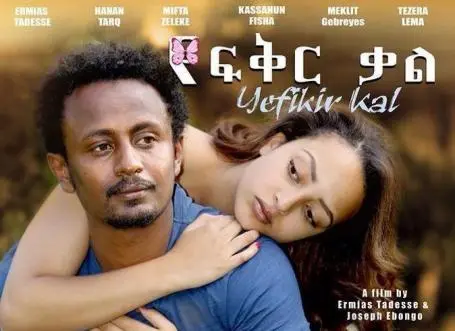 ERMIAS TADESSE
HANAN TARQ
MIFTA ZELEKE
KASSAHUN FISHA
MEKLIT Gebreyes
TEZERA LEMA
የፍቅር ቃል
Yefikir Kal
A film by
Ermias Tadesse &
Joseph Ebongo